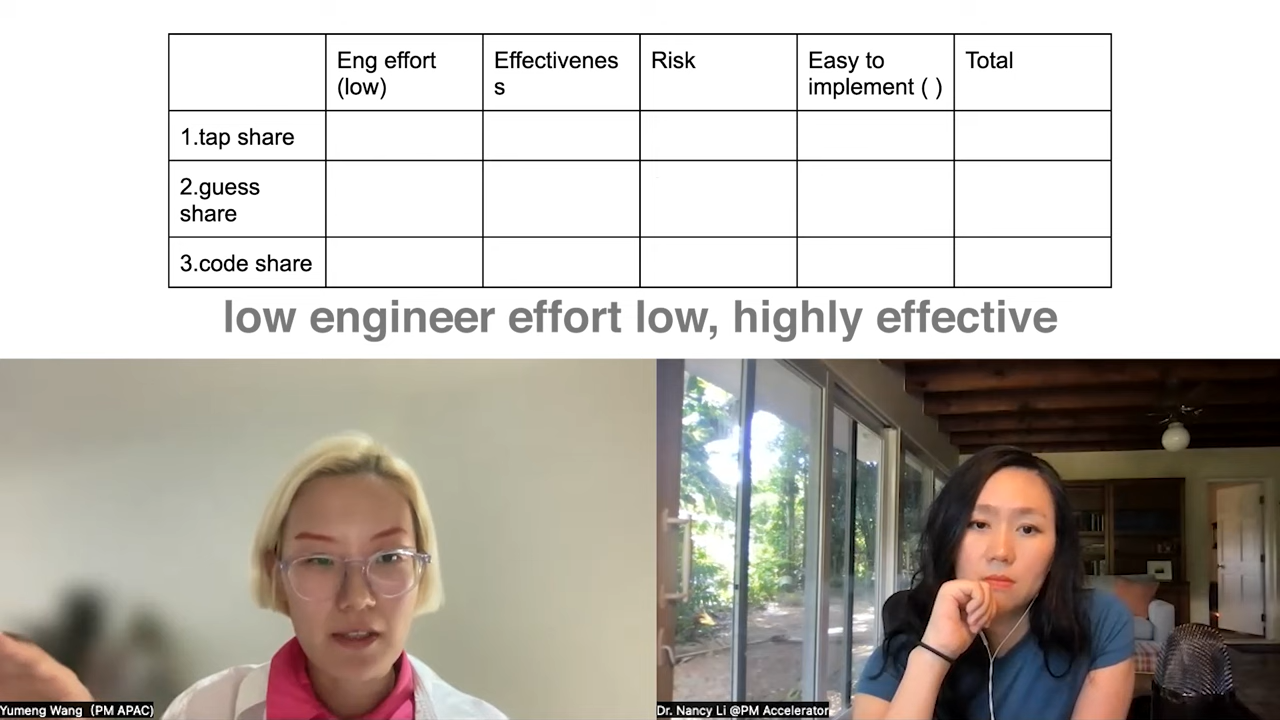 Eng effort
(low)
Effectivenes
s
Risk
Easy to
implement ( )
Total
1.tap share
2.guess
share
3.code share
low engineer effort low, highly effective
Yumeng Wang（PM APAC)
Dr. Nancy Li @PM Accelerator